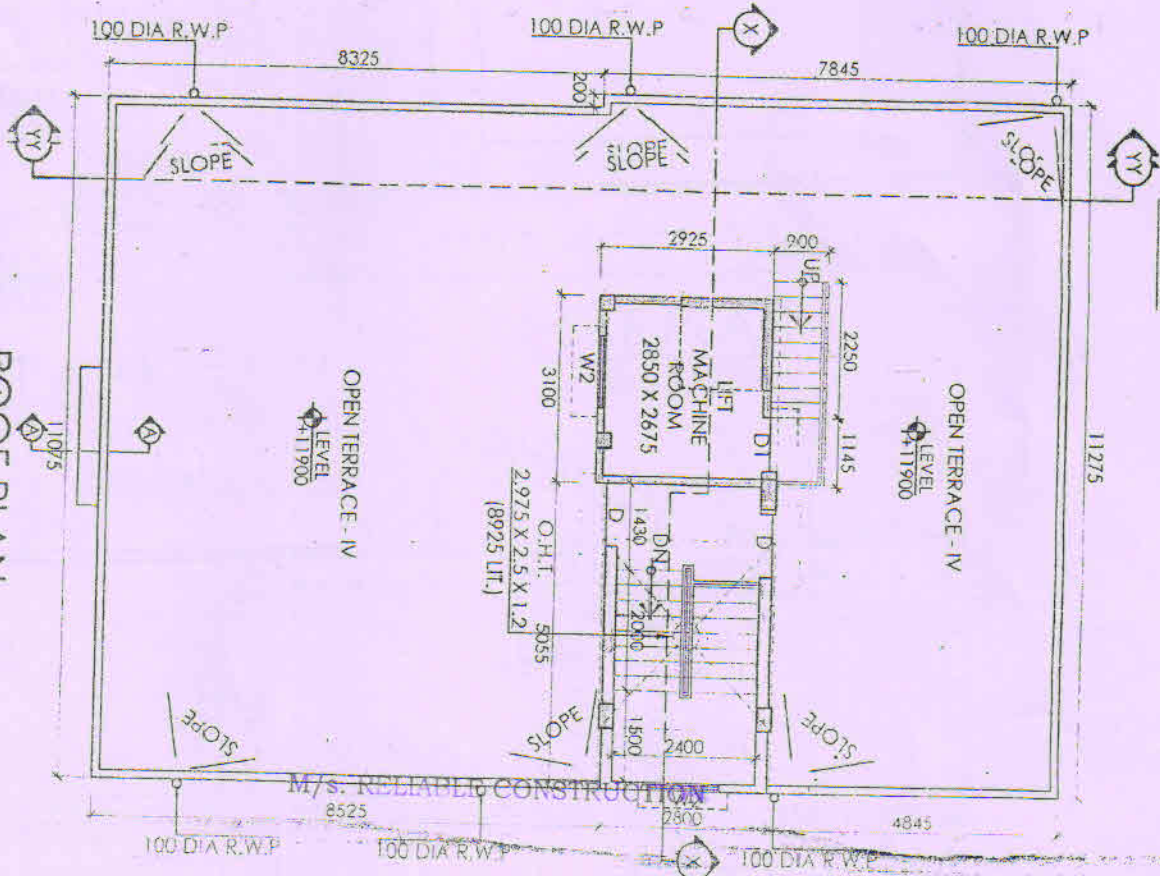 100 DIA R.W.P
100 DIA R.W.P
100 DIA R.W.P
X
8325
7845
200
YY
YY
SLOPE
SLOPE
SLOPE
SLOPE
SLOPE
2925
900
UP
2250
1145
11275
11075
W2
3100
LIFT
MACHINE
ROOM
2850 X 2675
D1
OPEN TERRACE - IV
LEVEL
+11900
OPEN TERRACE - IV
LEVEL
+11900
A
A
ROOF PLAN
D
D
1430
DN
2000
1500
5055
O.H.T.
2.975 X 2.5 X 1.2
(8925 LIT.)
2400
SLOPE
SLOPE
SLOPE
M/s. RELIABLE CONSTRUCTION
8525
2800
4845
100 DIA R.W.P
100 DIA R.W.P
100 DIA R.W.P
X